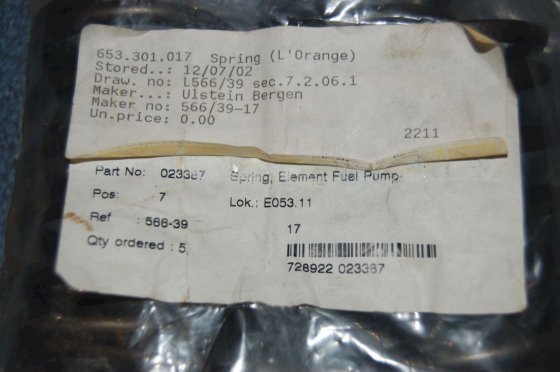 653.301.017 Spring (L'Orange)
Stored..: 12/07/02
Draw. no: L566/39 sec.7.2.06.1
Maker...: Ulstein Bergen
Maker no: 566/39-17
Un.price: 0.00
2211
Part No: 023387 Spring, Element Fuel Pump
Pos: 7 Lok.: E053.11
Ref : 566-39 17
Qty ordered : 5
728922 023387